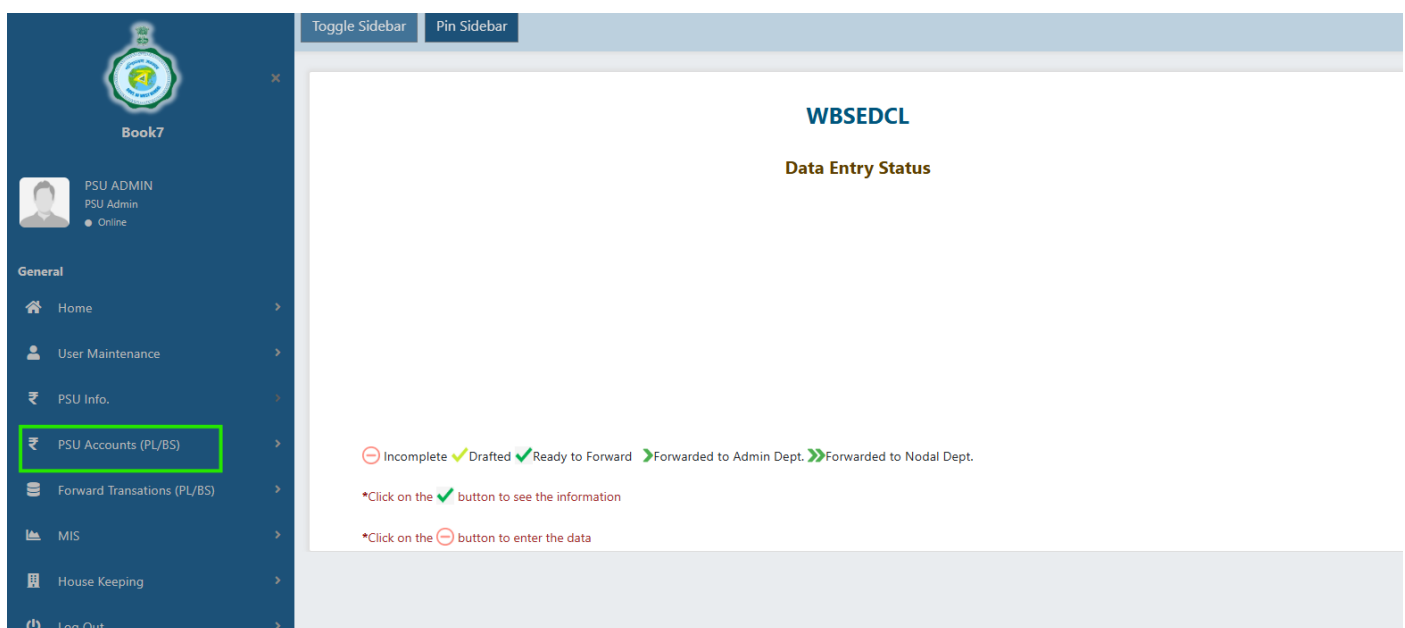 Toggle Sidebar
Pin Sidebar
Book7
PSU ADMIN
PSU Admin
Online
General
Home
User Maintenance
PSU Info.
PSU Accounts (PL/BS)
Forward Transations (PL/BS)
MIS
House Keeping
Log Out
WBSEDCL
Data Entry Status
Incomplete Drafted Ready to Forward Forwarded to Admin Dept. Forwarded to Nodal Dept.
*Click on the button to see the information
*Click on the button to enter the data